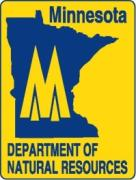 Minnesota
M
DEPARTMENT OF
NATURAL RESOURCES